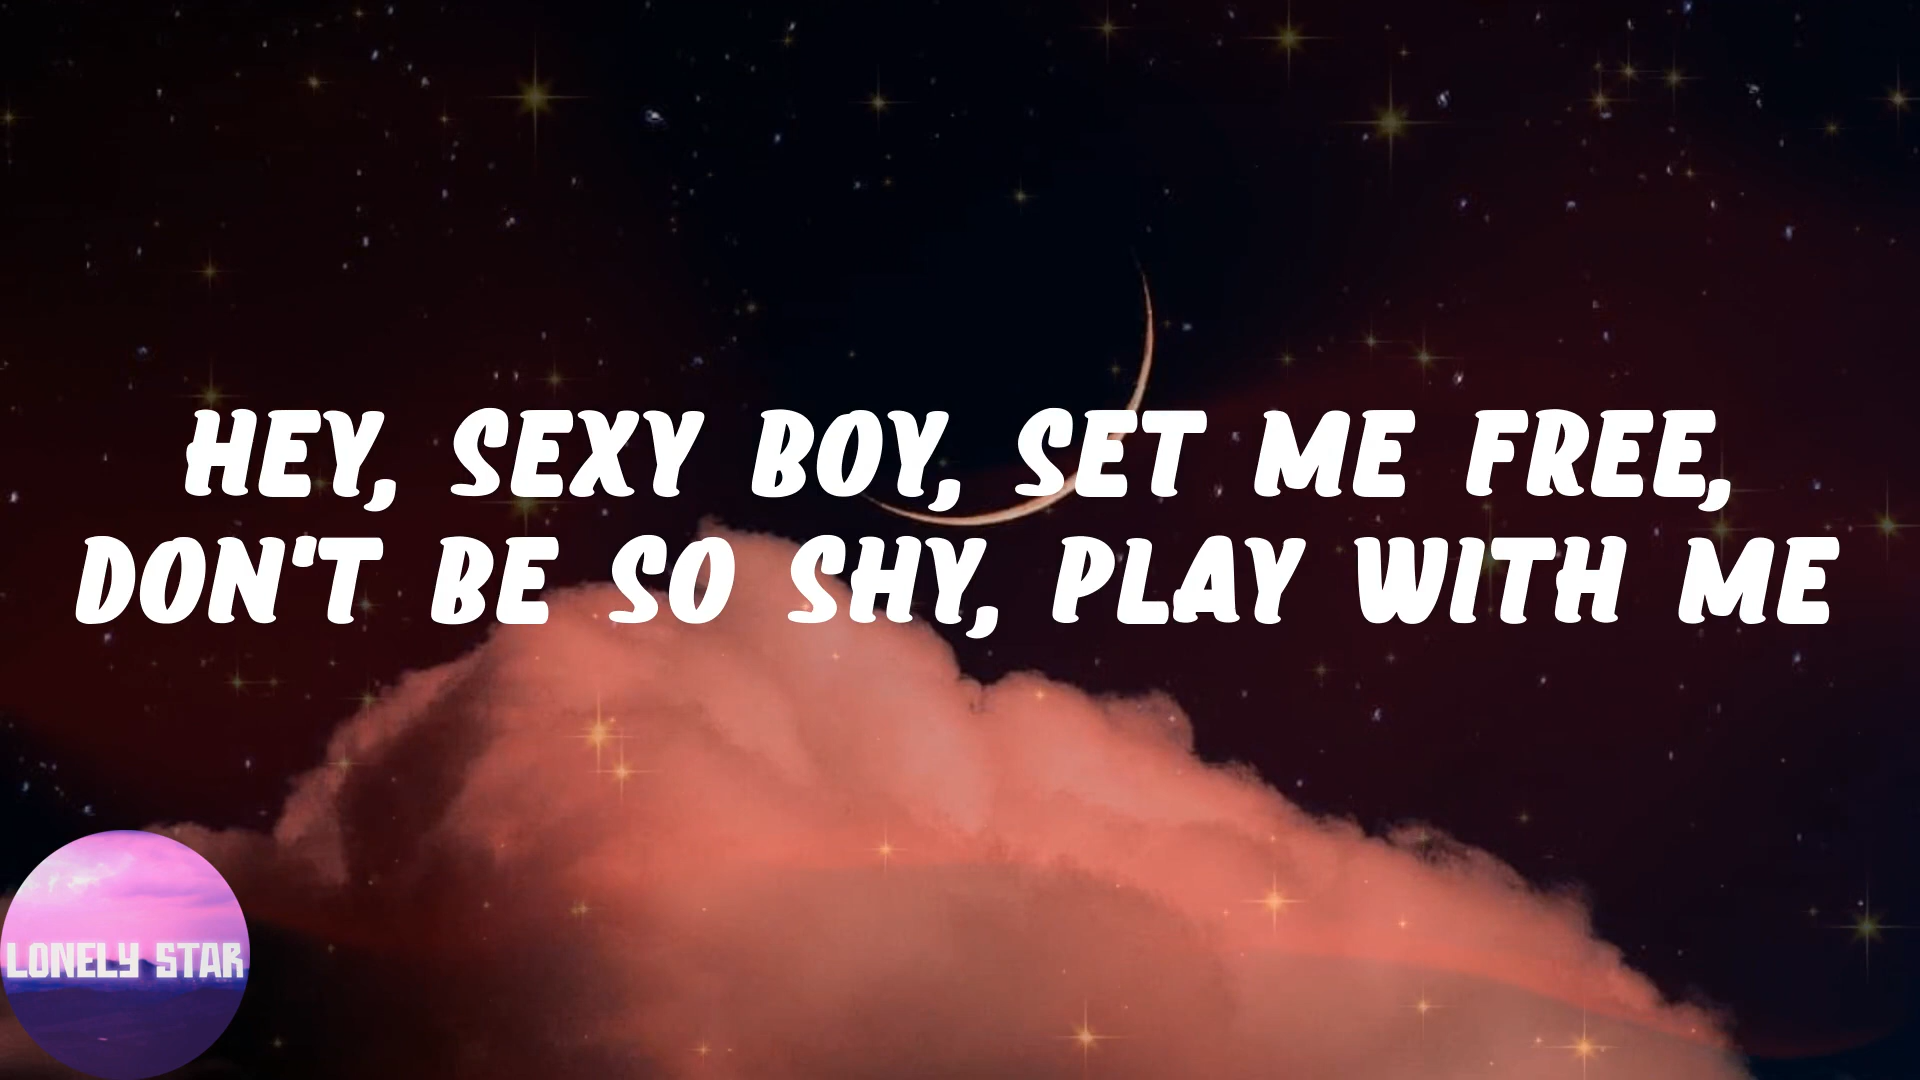 HEY, SEXY BOY, SET ME FREE,
DON'T BE SO SHY, PLAY WITH ME
LONELY STAR